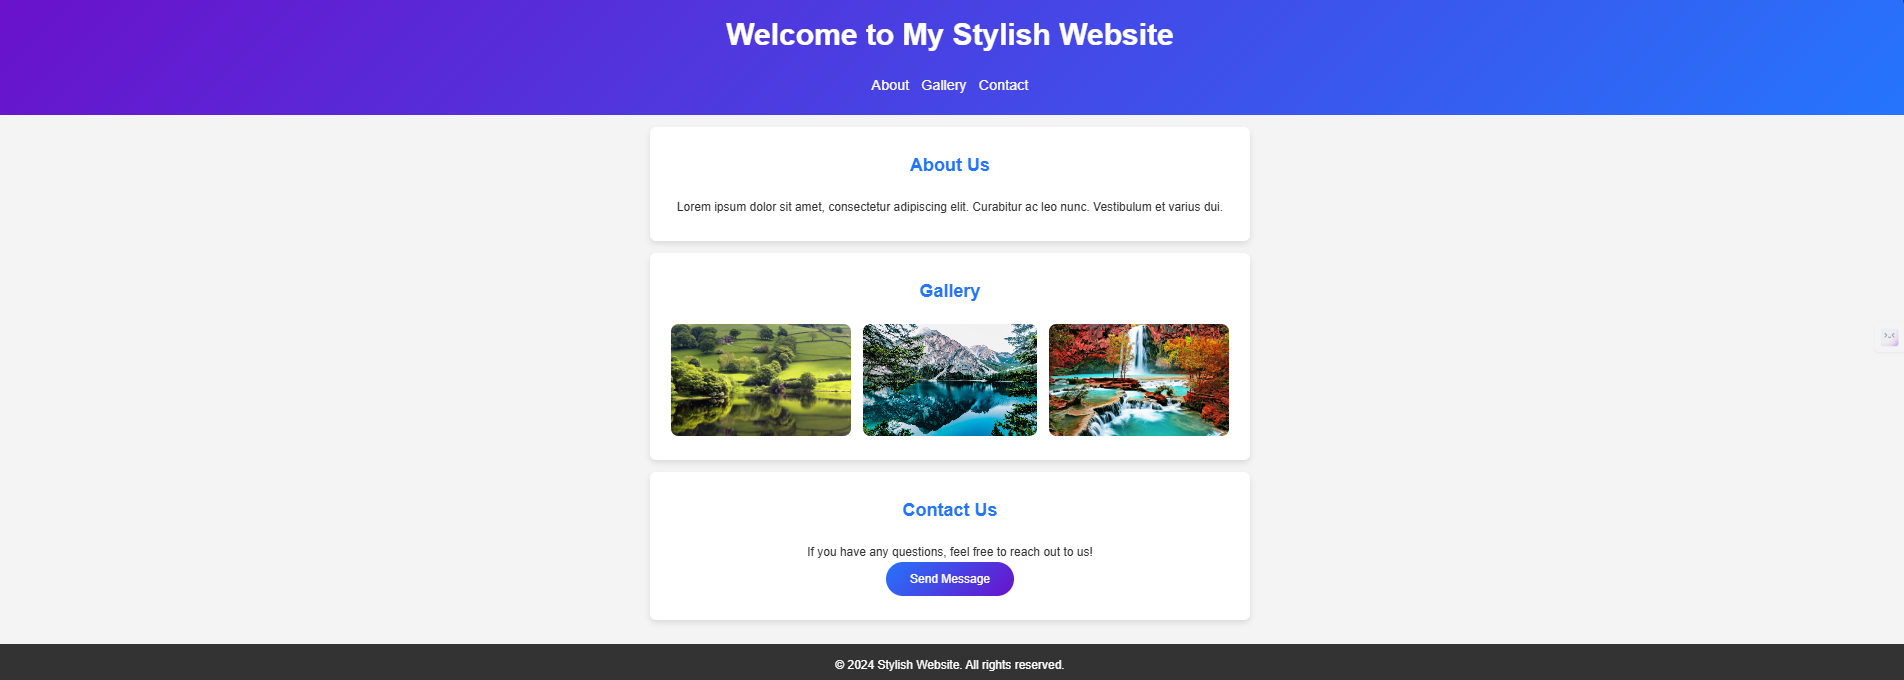 Welcome to My Stylish Website
About Gallery Contact
About Us
Lorem ipsum dolor sit amet, consectetur adipiscing elit. Curabitur ac leo nunc. Vestibulum et varius dui.
Gallery
Contact Us
If you have any questions, feel free to reach out to us!
Send Message
© 2024 Stylish Website. All rights reserved.